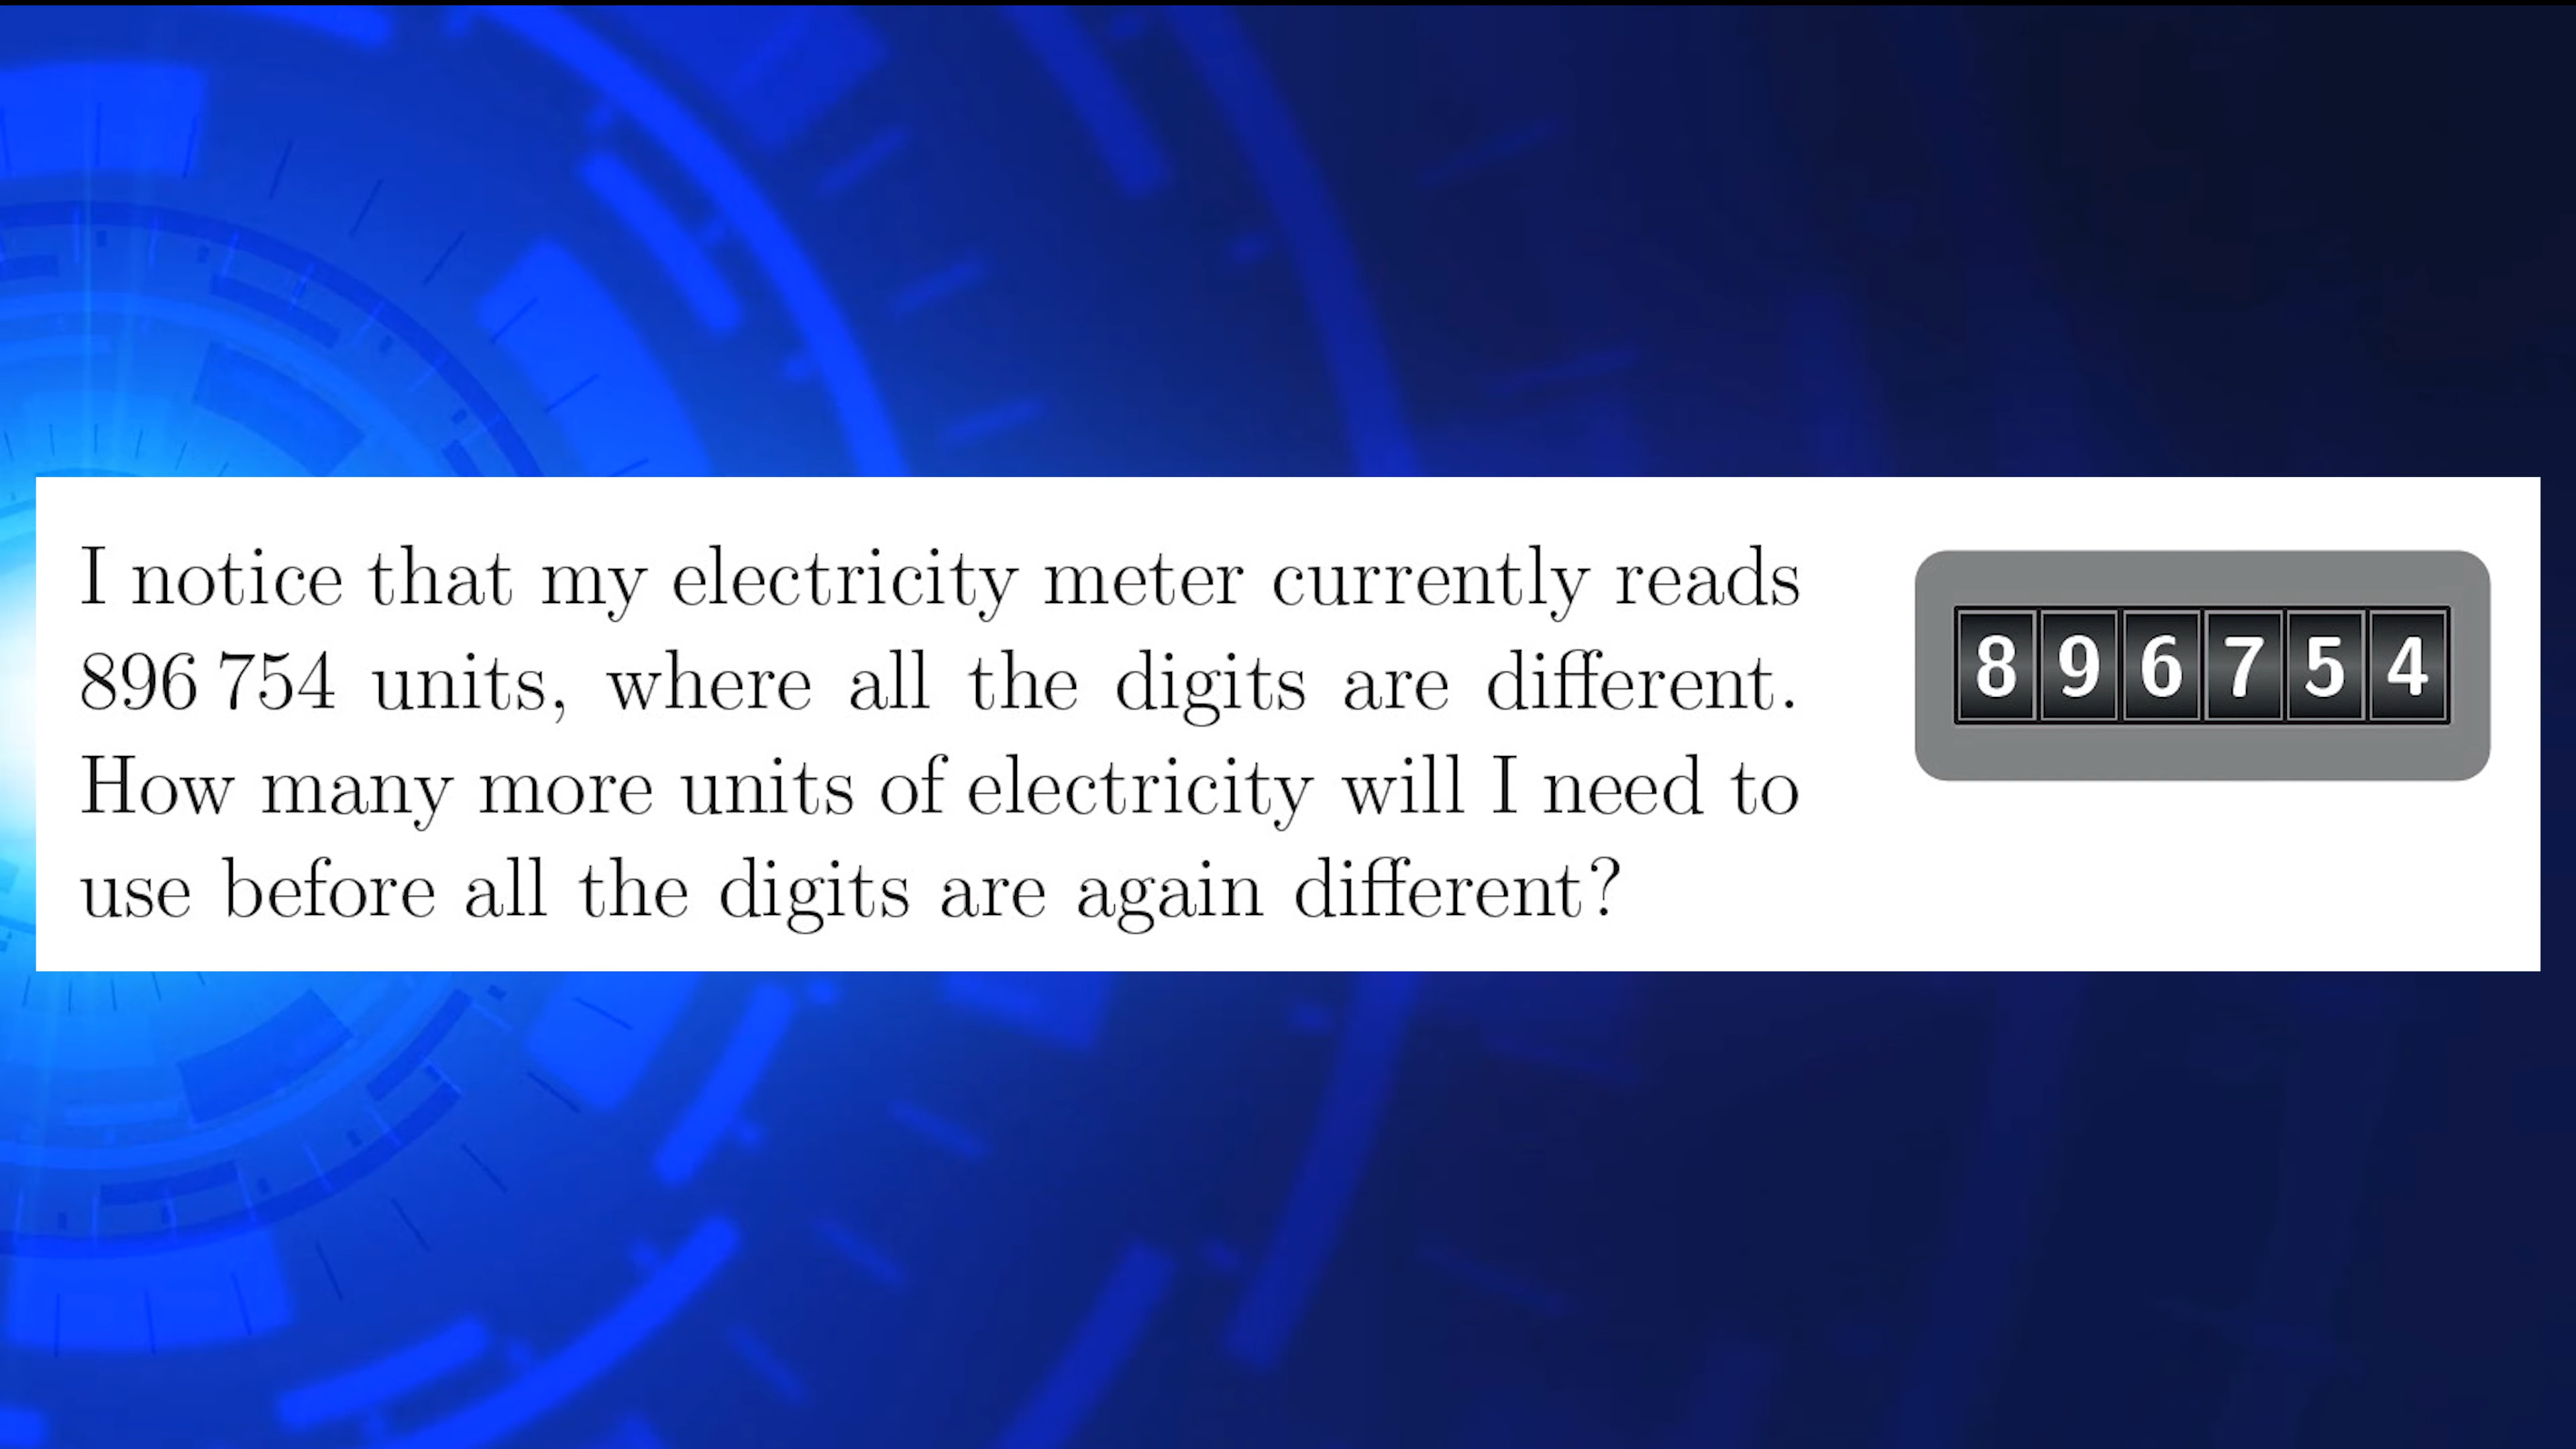 I notice that my electricity meter currently reads
896 754 units, where all the digits are different.
How many more units of electricity will I need to
use before all the digits are again different?
8 9 6 7 5 4